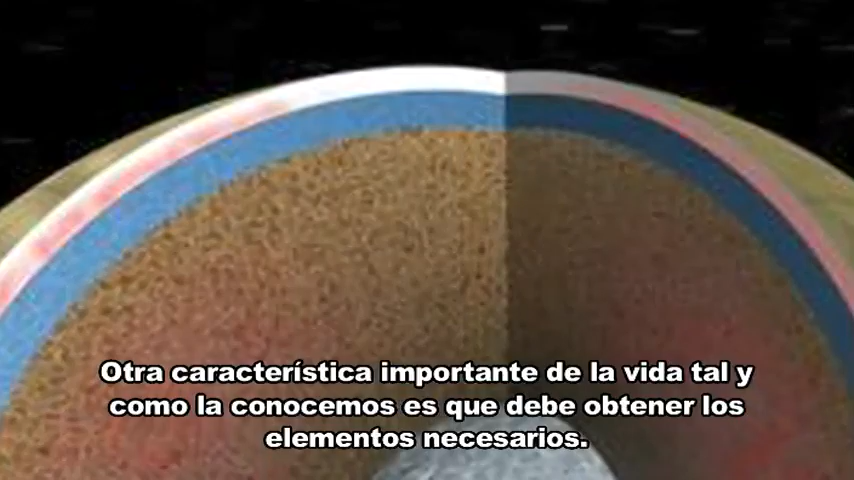 Otra característica importante de la vida tal y
como la conocemos es que debe obtener los
elementos necesarios.